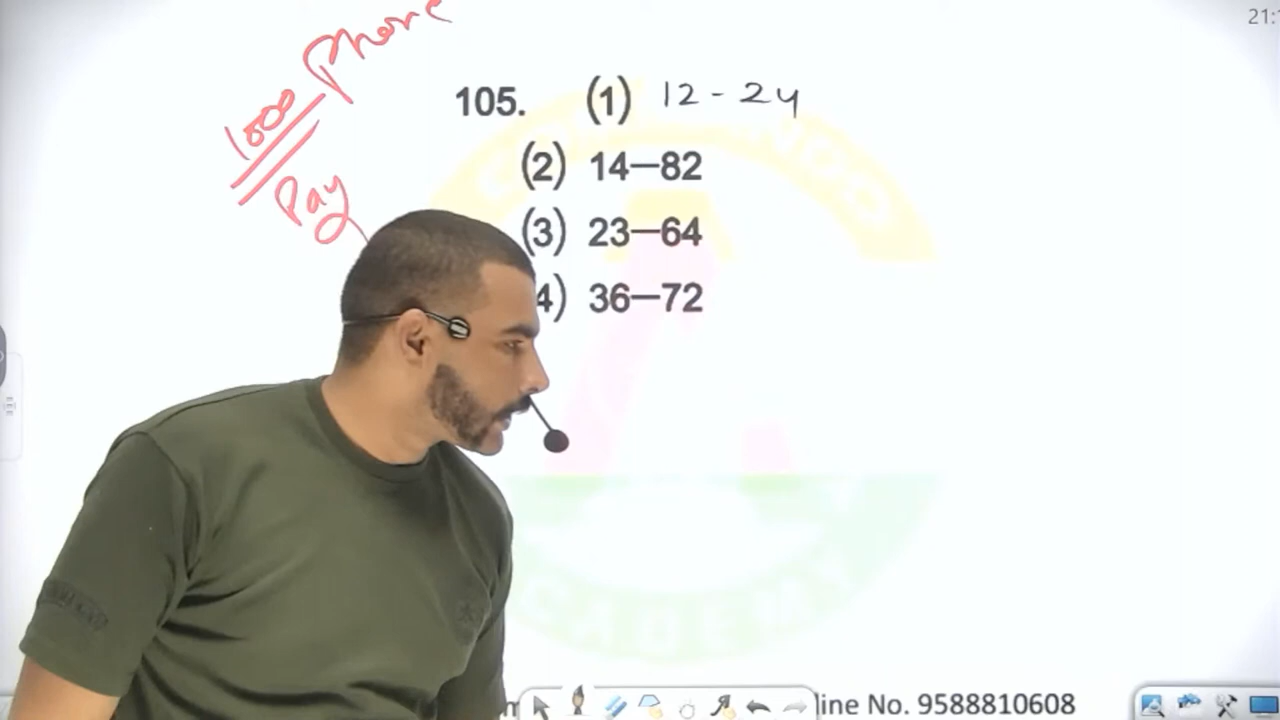 21:
1000 Phone
Pay
105. (1) 12 - 24
(2) 14—82
(3) 23—64
4) 36—72
CADEMY
line No. 9588810608